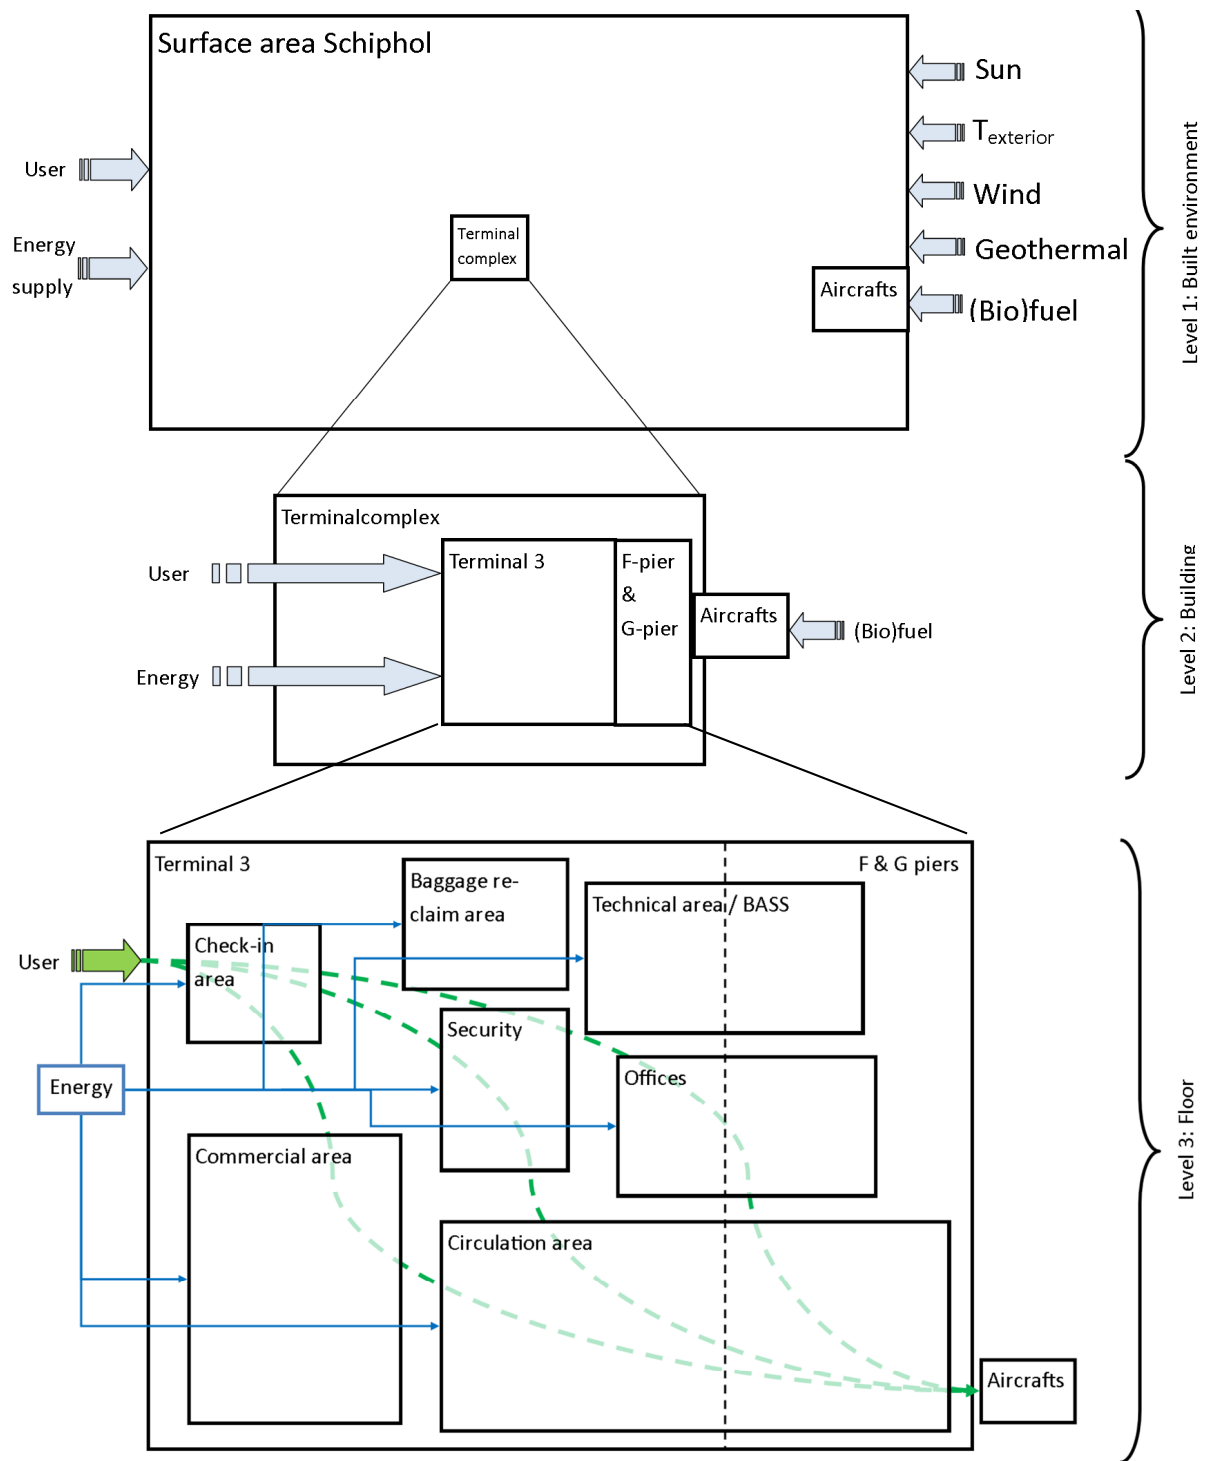 Surface area Schiphol
Sun
T exterior
User
Wind
Terminal
complex
Energy
supply
Geothermal
Aircrafts
(Bio)fuel
Level 1: Built environment
Terminalcomplex
User
Terminal 3
F-pier
&
G-pier
Aircrafts
(Bio)fuel
Energy
Level 2: Building
Terminal 3
F & G piers
Baggage re-
claim area
Technical area / BASS
Check-in
area
User
Security
Energy
Offices
Commercial area
Circulation area
Aircrafts
Level 3: Floor